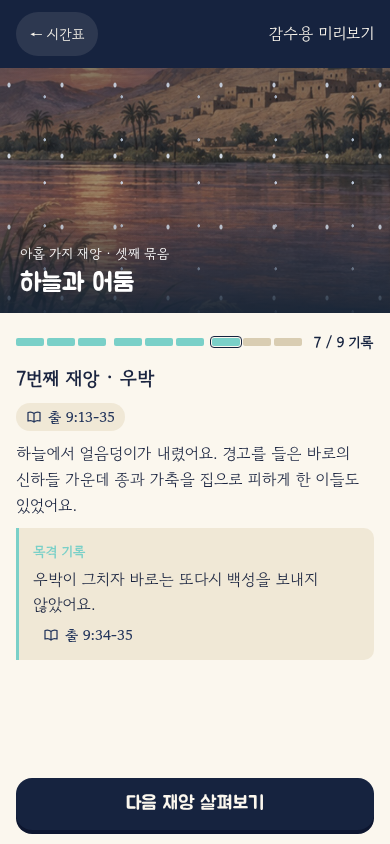 ← 시간표
감수용 미리보기
아홉 가지 재앙 · 셋째 묶음
하늘과 어둠
7 / 9 기록
7번째 재앙 · 우박
출 9:13-35
하늘에서 얼음덩이가 내렸어요. 경고를 들은 바로의
신하들 가운데 종과 가축을 집으로 피하게 한 이들도
있었어요.
목격 기록
우박이 그치자 바로는 또다시 백성을 보내지
않았어요.
출 9:34-35
다음 재앙 살펴보기